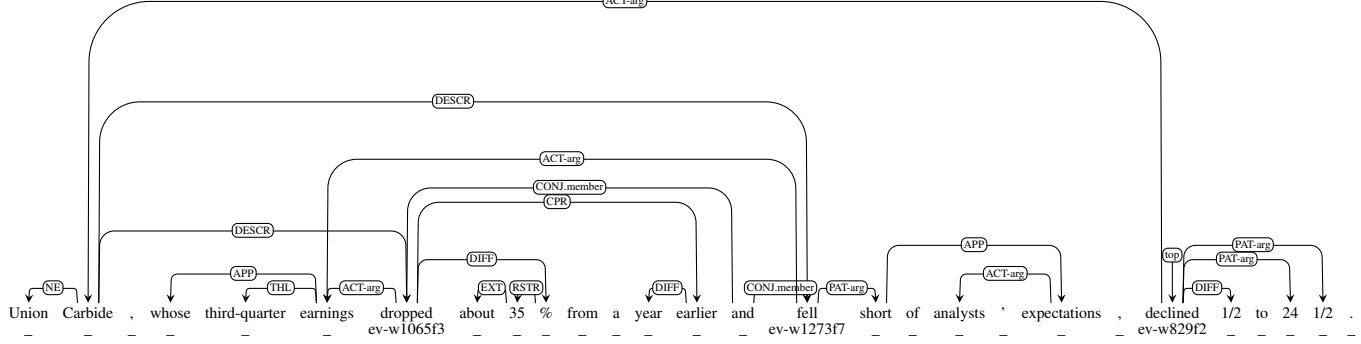 ACT-arg
DESCR
ACT-arg
CONJ.member
CPR
DESCR
APP
PAT-arg
DIFF
top
PAT-arg
APP
ACT-arg
NE
THL
ACT-arg
EXT
RSTR
DIFF
CONJ.member
PAT-arg
DIFF
Union Carbide , whose third-quarter earnings dropped about 35 % from a year earlier and fell short of analysts ' expectations , declined 1/2 to 24 1/2 .
_ _ _ _ _ _ ev-w1065f3 _ _ _ _ _ _ _ _ ev-w1273f7 _ _ _ _ _ _ ev-w829f2 _ _ _ _ _